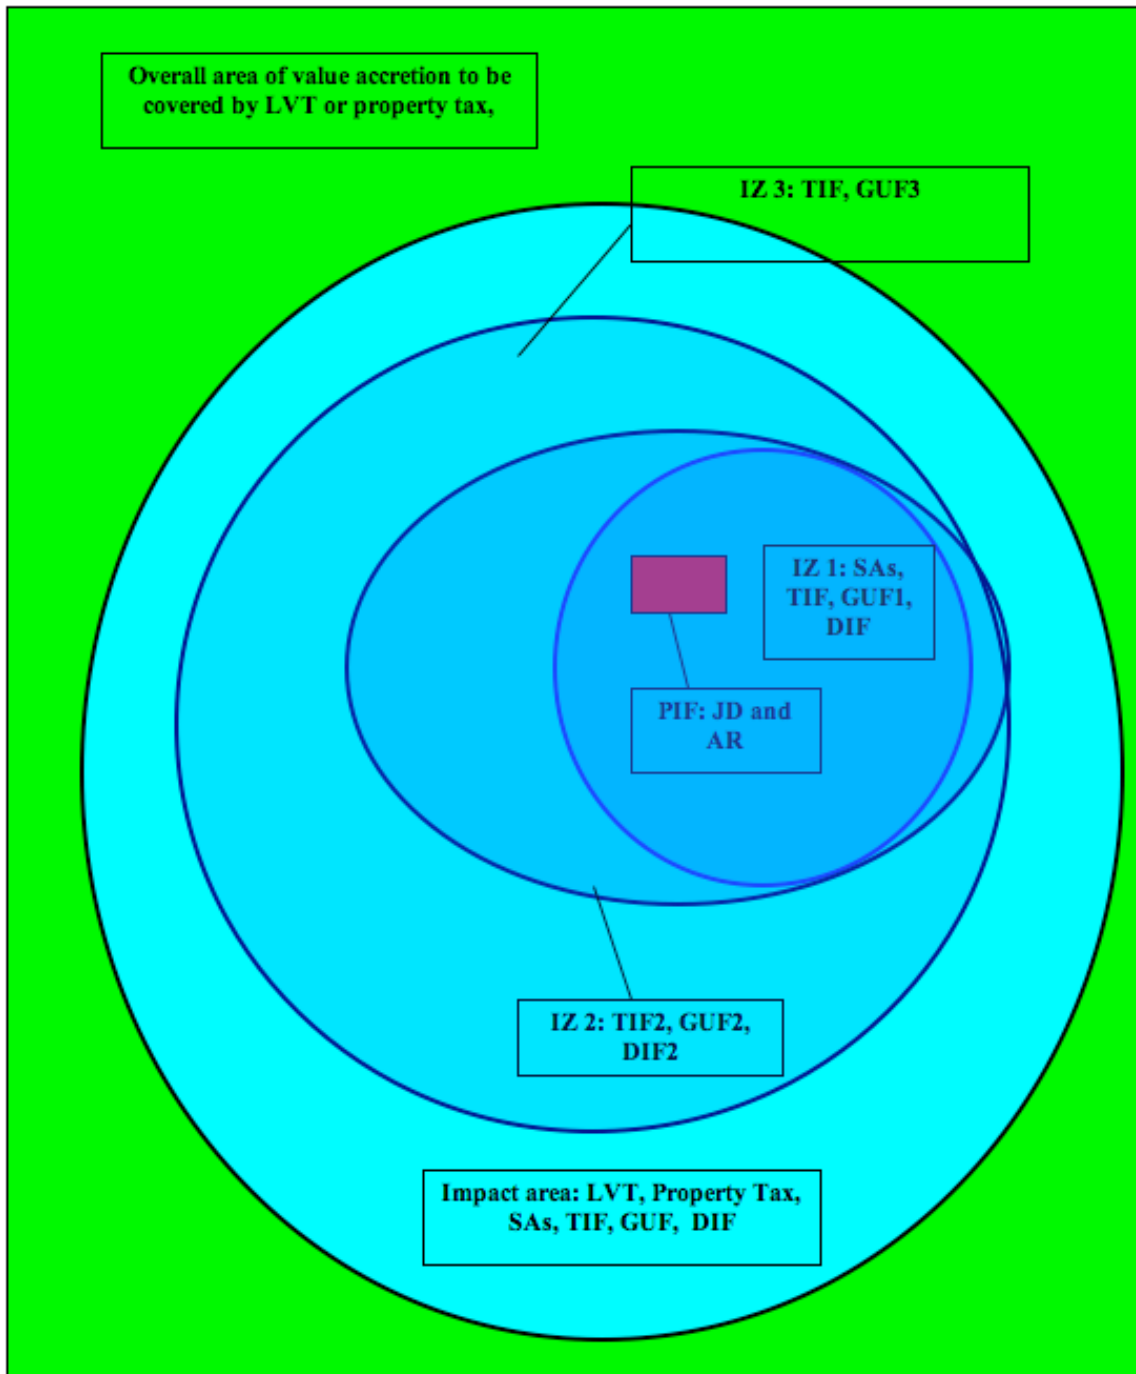 Overall area of value accretion to be
covered by LVT or property tax,
IZ 3: TIF, GUF3
IZ 1: SAs,
TIF, GUF1,
DIF
PIF: JD and
AR
IZ 2: TIF2, GUF2,
DIF2
Impact area: LVT, Property Tax,
SAs, TIF, GUF, DIF